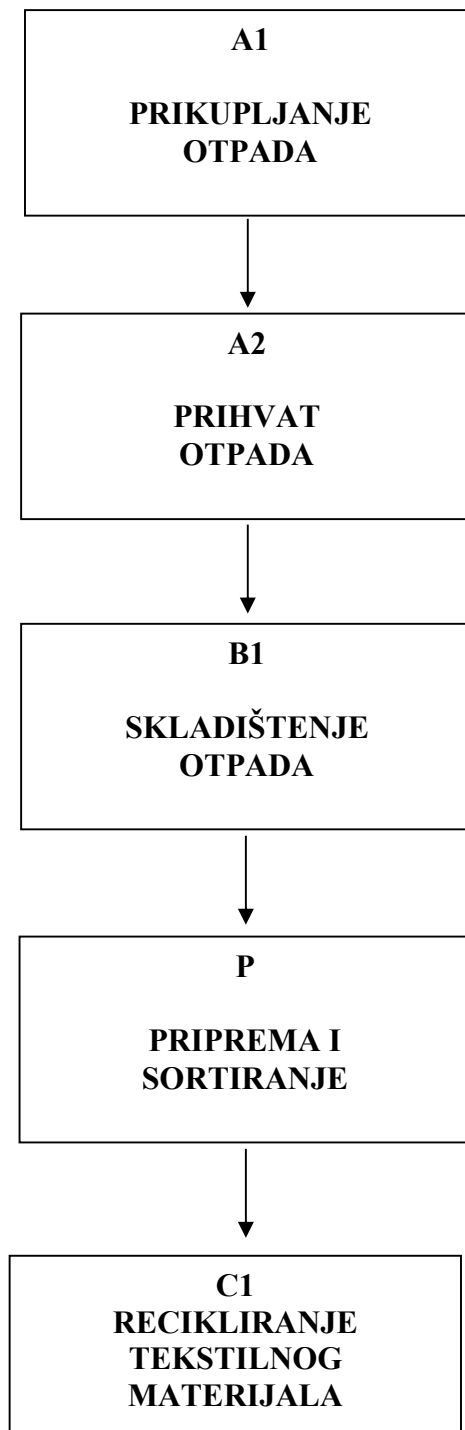 A1
PRIKUPLJANJE
OTPADA
A2
PRIHVAT
OTPADA
B1
SKLADIŠTENJE
OTPADA
P
PRIPREMA I
SORTIRANJE
C1
RECIKLIRANJE
TEKSTILNOG
MATERIJALA